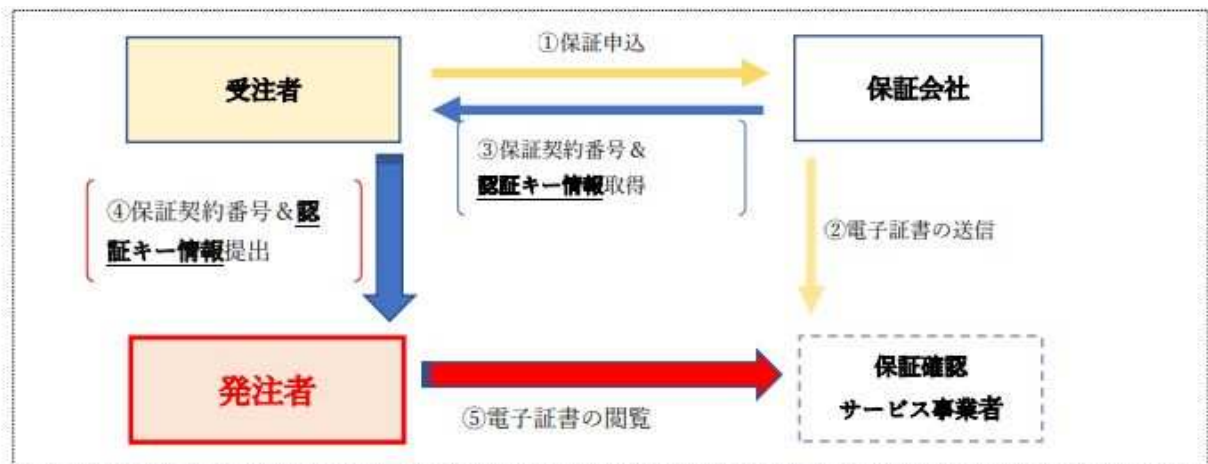 ①保証申込
受注者
保証会社
③保証契約番号＆
認証キー情報取得
④保証契約番号＆認
証キー情報提出
②電子証書の送信
発注者
保証確認
サービス事業者
⑤電子証書の閲覧